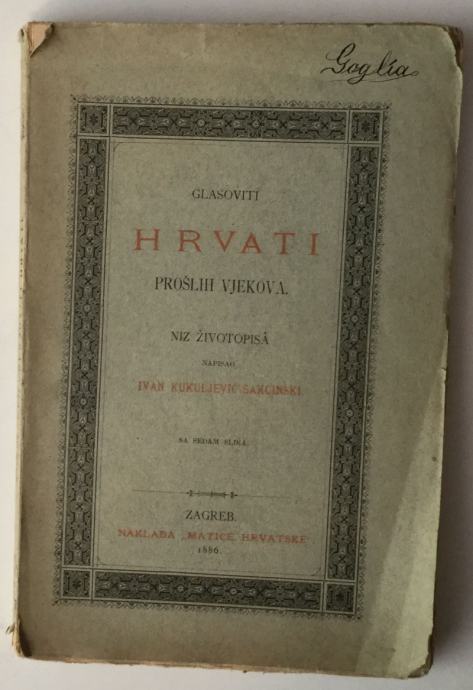 Goglia
GLASOVITI
HRVATI
PROŠLIH VJEKOVA.
NIZ ŽIVOTOPISÂ
NAPISAO
IVAN KUKULJEVIĆ SAKCINSKI.
SA SEDAM SLIKA.
ZAGREB.
NAKLADA „MATICE HRVATSKE“
1886.